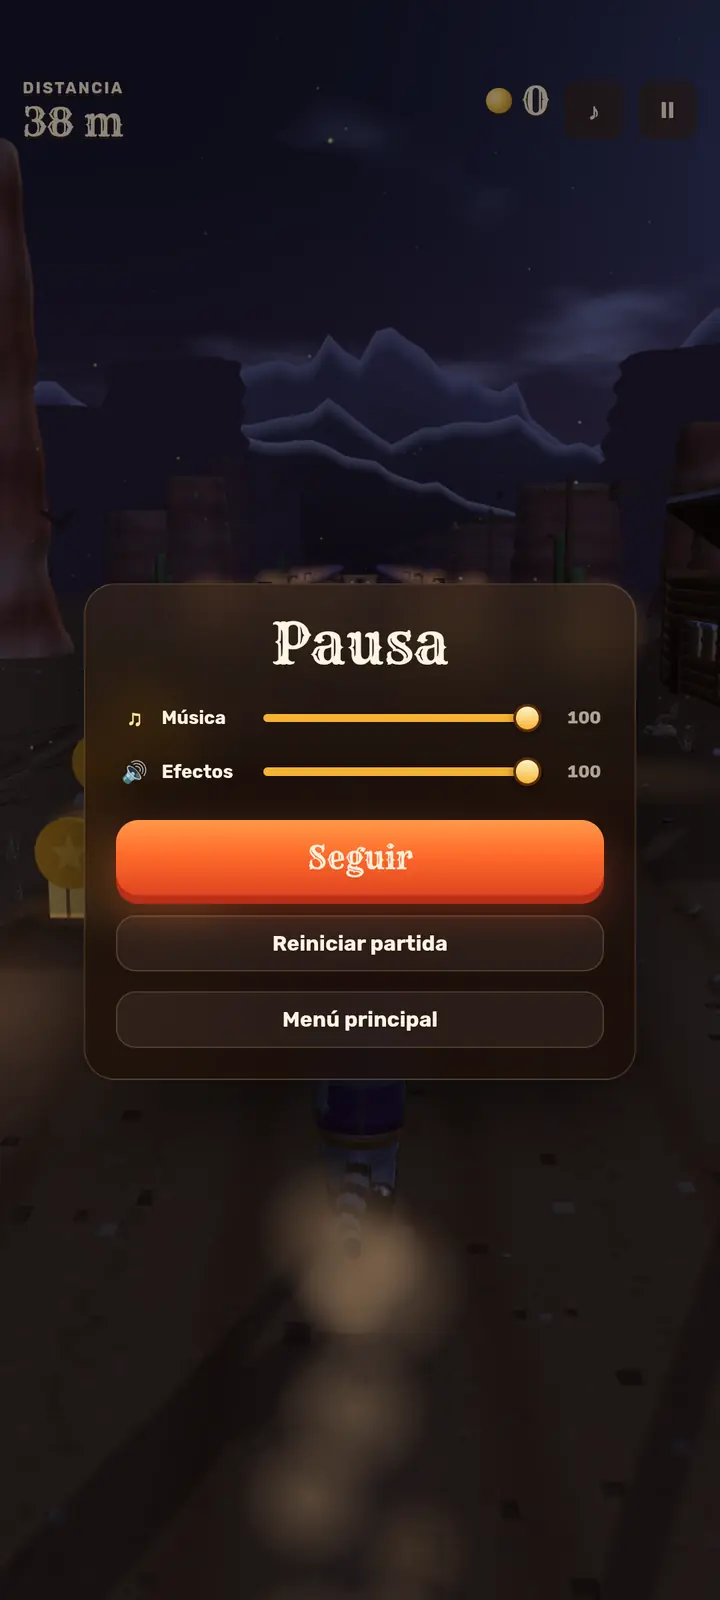 DISTANCIA
38 m
0
Pausa
Música 100
Efectos 100
Seguir
Reiniciar partida
Menú principal